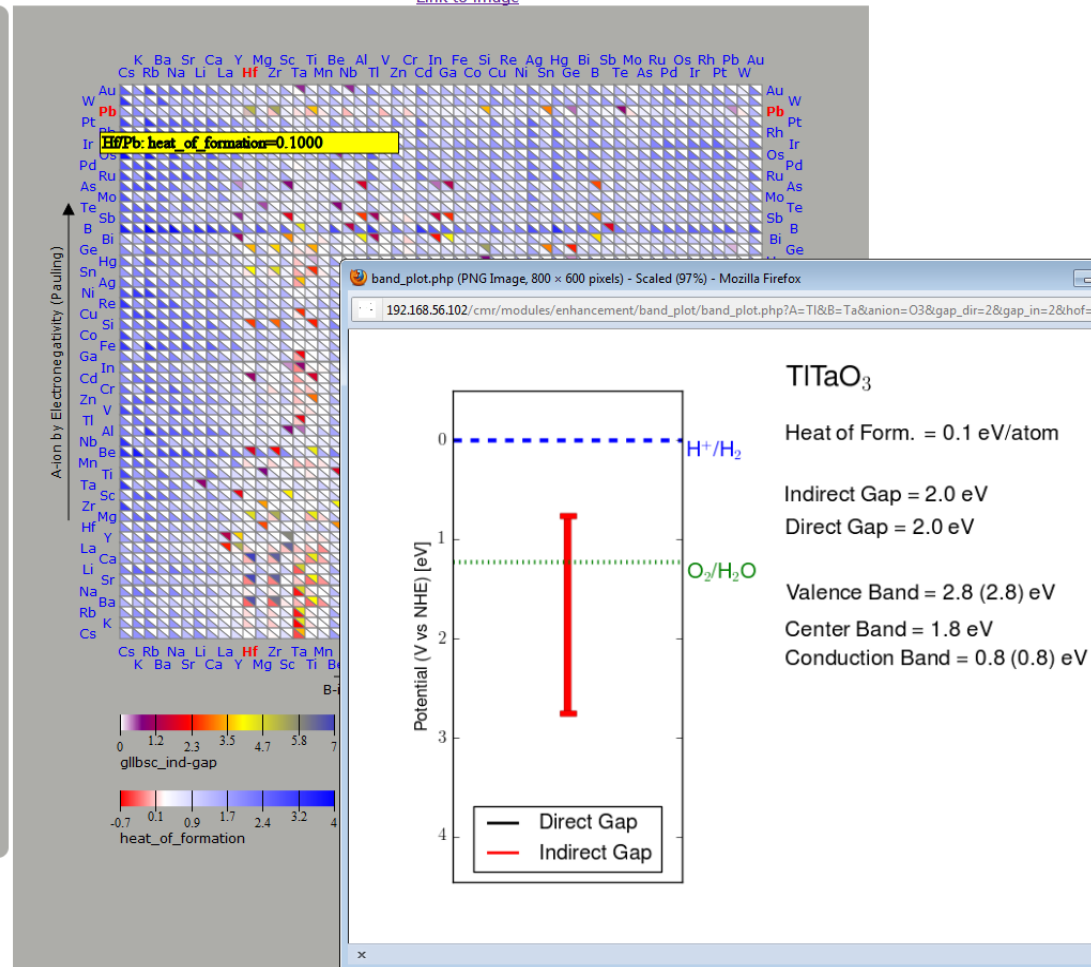 Link to image
K Ba Sr Ca Y Mg Sc Ti Be Al V Cr In Fe Si Re Ag Hg Bi Sb Mo Ru Os Rh Pb Au
Cs Rb Na Li La Hf Zr Ta Mn Nb Tl Zn Cd Ga Co Cu Ni Sn Ge B Te As Pd Ir Pt W
Au Au
W W
Pb Pb
Pt Pt
Rh Rh
Ir Hf/Pb: heat_of_formation=0.1000 Ir
Os Os
Pd Pd
Ru Ru
As As
Mo Mo
Te Te
Sb Sb
B B
Bi Bi
Ge Ge
Hg
Sn
Ag
Ni
Re
Cu
Si
Co
Fe
Ga
In
Cd
Cr
Zn
V
Tl
Al
Nb
Be
Mn
Ti
Ta
Sc
Zr
Mg
Hf
Y
La
Ca
Li
Sr
Na
Ba
Rb
K
Cs
A-ion by Electronegativity (Pauling)
Cs Rb Na Li La Hf Zr Ta Mn
K Ba Sr Ca Y Mg Sc Ti Be
B-i
0 1.2 2.3 3.5 4.7 5.8 7
gllbsc_ind-gap
-0.7 0.1 0.9 1.7 2.4 3.2 4
heat_of_formation
band_plot.php (PNG Image, 800 × 600 pixels) - Scaled (97%) - Mozilla Firefox
192.168.56.102/cmr/modules/enhancement/band_plot/band_plot.php?A=Tl&B=Ta&anion=O3&gap_dir=2&gap_in=2&hof=
TlTaO₃
Heat of Form. = 0.1 eV/atom
Indirect Gap = 2.0 eV
Direct Gap = 2.0 eV
Valence Band = 2.8 (2.8) eV
Center Band = 1.8 eV
Conduction Band = 0.8 (0.8) eV
Potential (V vs NHE) [eV]
0
1
2
3
4
H⁺/H₂
O₂/H₂O
Direct Gap
Indirect Gap
x